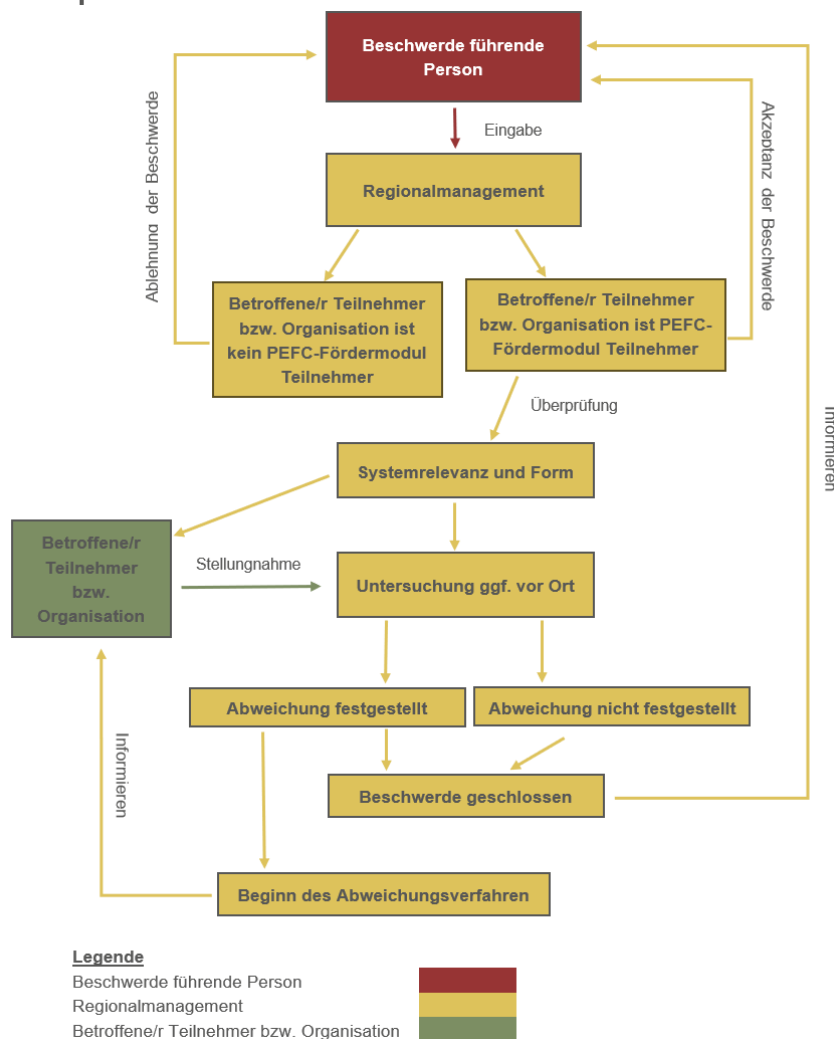 Beschwerde führende
Person
Eingabe
Regionalmanagement
Ablehnung der Beschwerde
Akzeptanz der Beschwerde
Betroffene/r Teilnehmer
bzw. Organisation ist
kein PEFC-Fördermodul
Teilnehmer
Betroffene/r Teilnehmer
bzw. Organisation ist PEFC-
Fördermodul Teilnehmer
Überprüfung
Informieren
Systemrelevanz und Form
Betroffene/r
Teilnehmer
bzw.
Organisation
Stellungnahme
Untersuchung ggf. vor Ort
Abweichung festgestellt
Abweichung nicht festgestellt
Informieren
Beschwerde geschlossen
Beginn des Abweichungsverfahren
Legende
Beschwerde führende Person
Regionalmanagement
Betroffene/r Teilnehmer bzw. Organisation